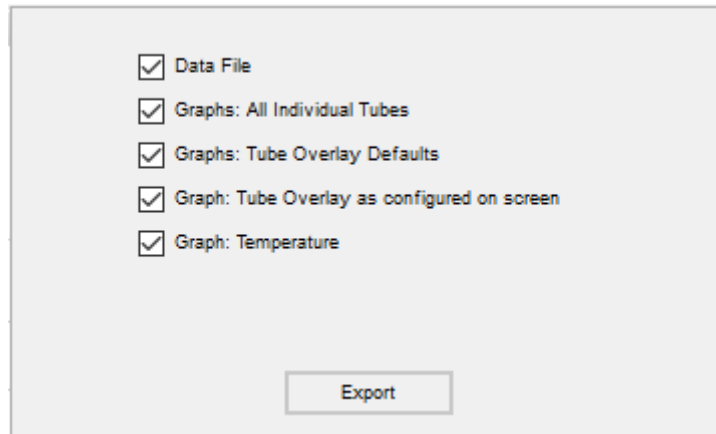 Data File
Graphs: All Individual Tubes
Graphs: Tube Overlay Defaults
Graph: Tube Overlay as configured on screen
Graph: Temperature
Export